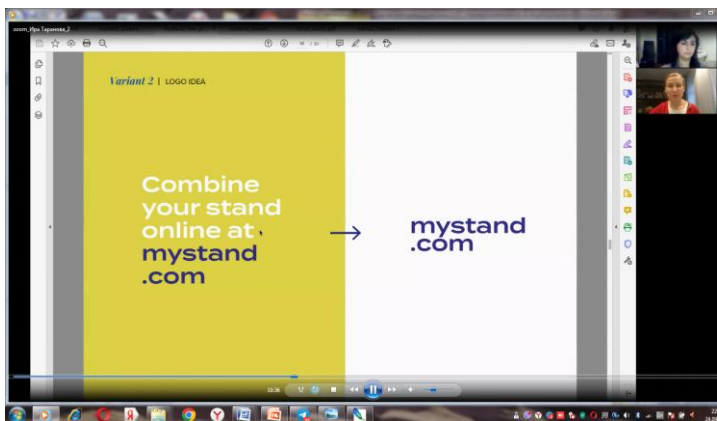 zoom_Ира Таранова_2
Variant 2 | LOGO IDEA
Combine
your stand
online at
mystand
.com
→
mystand
.com